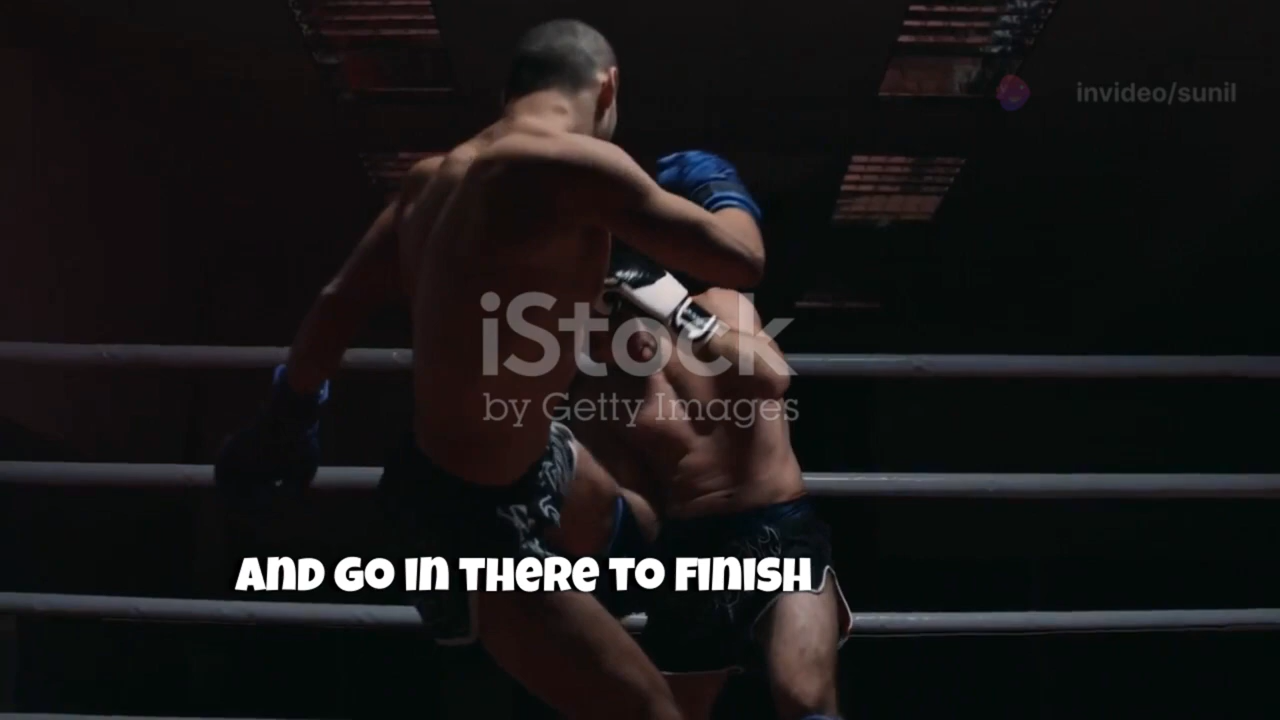 invideo/sunil
iStock
by Getty Images
AND GO IN THERE TO FINISH